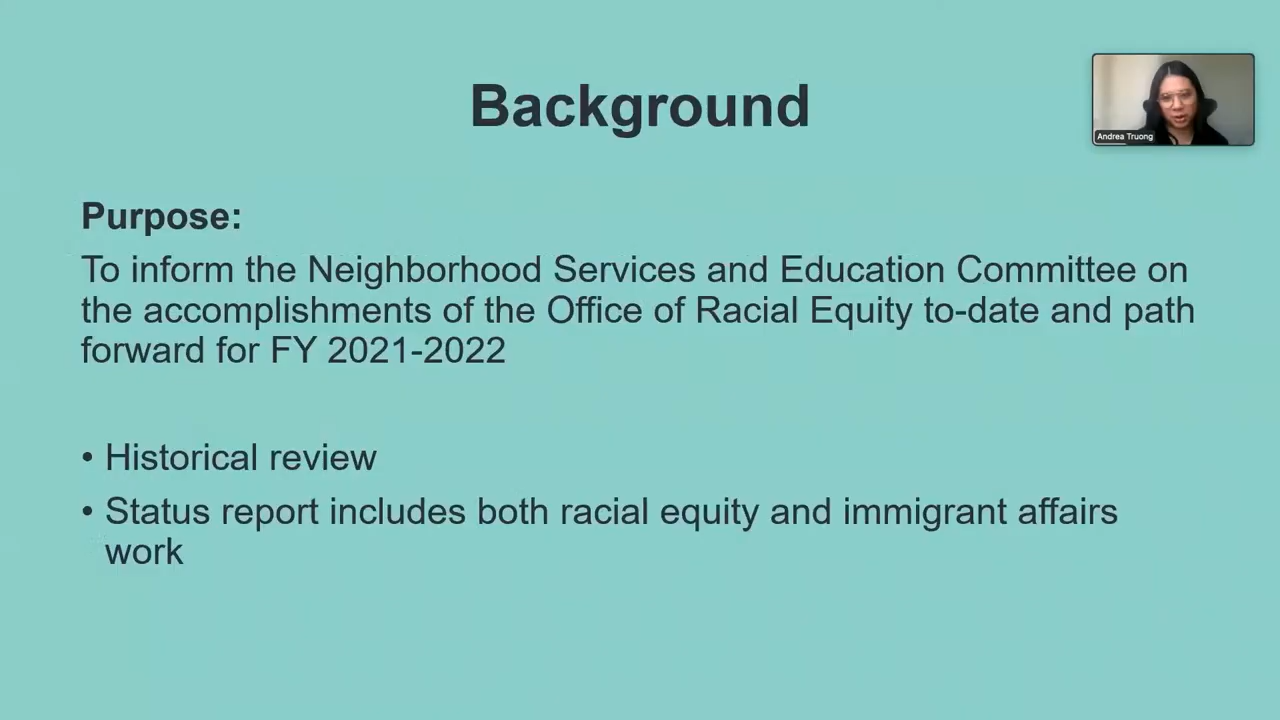 Background
Andrea Truong
Purpose:
To inform the Neighborhood Services and Education Committee on
the accomplishments of the Office of Racial Equity to-date and path
forward for FY 2021-2022
• Historical review
• Status report includes both racial equity and immigrant affairs
work